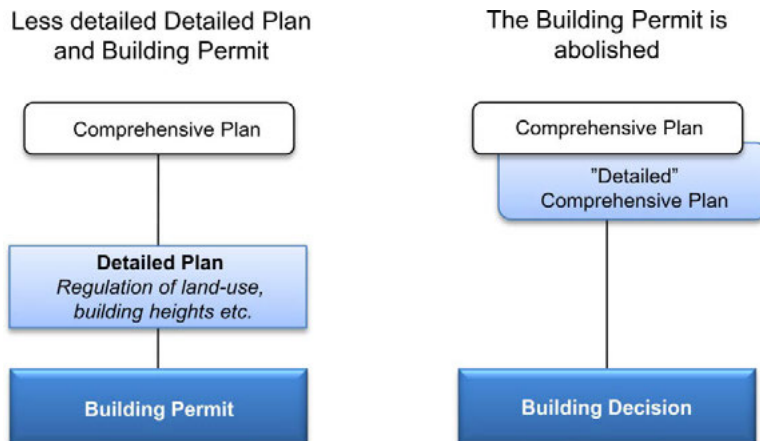 Less detailed Detailed Plan
and Building Permit
Comprehensive Plan
Detailed Plan
Regulation of land-use,
building heights etc.
Building Permit
The Building Permit is
abolished
Comprehensive Plan
”Detailed”
Comprehensive Plan
Building Decision